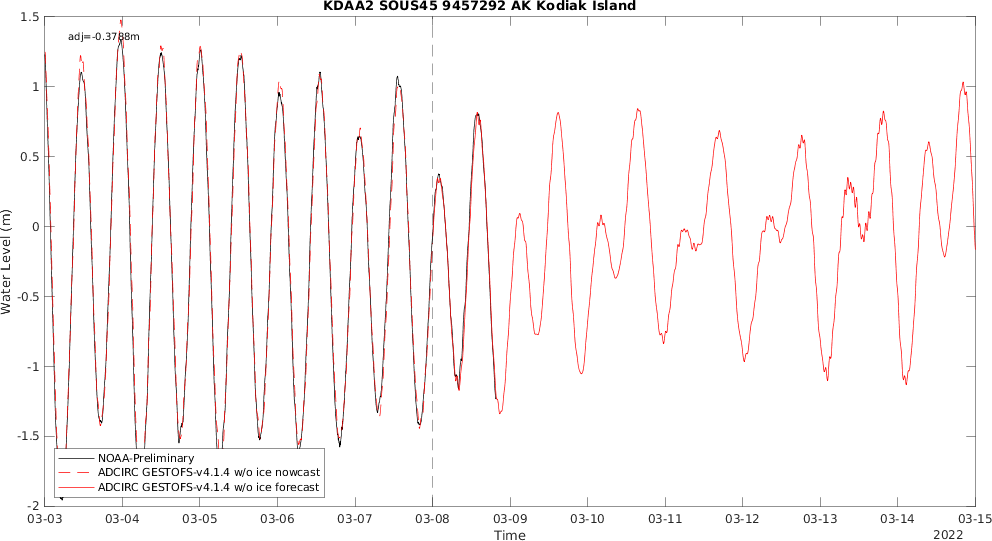 KDAA2 SOUS45 9457292 AK Kodiak Island
adj=-0.3788m
Water Level (m)
1.5
1
0.5
0
-0.5
-1
-1.5
-2
NOAA-Preliminary
ADCIRC GESTOFS-v4.1.4 w/o ice nowcast
ADCIRC GESTOFS-v4.1.4 w/o ice forecast
03-03 03-04 03-05 03-06 03-07 03-08 03-09 03-10 03-11 03-12 03-13 03-14 03-15
Time
2022